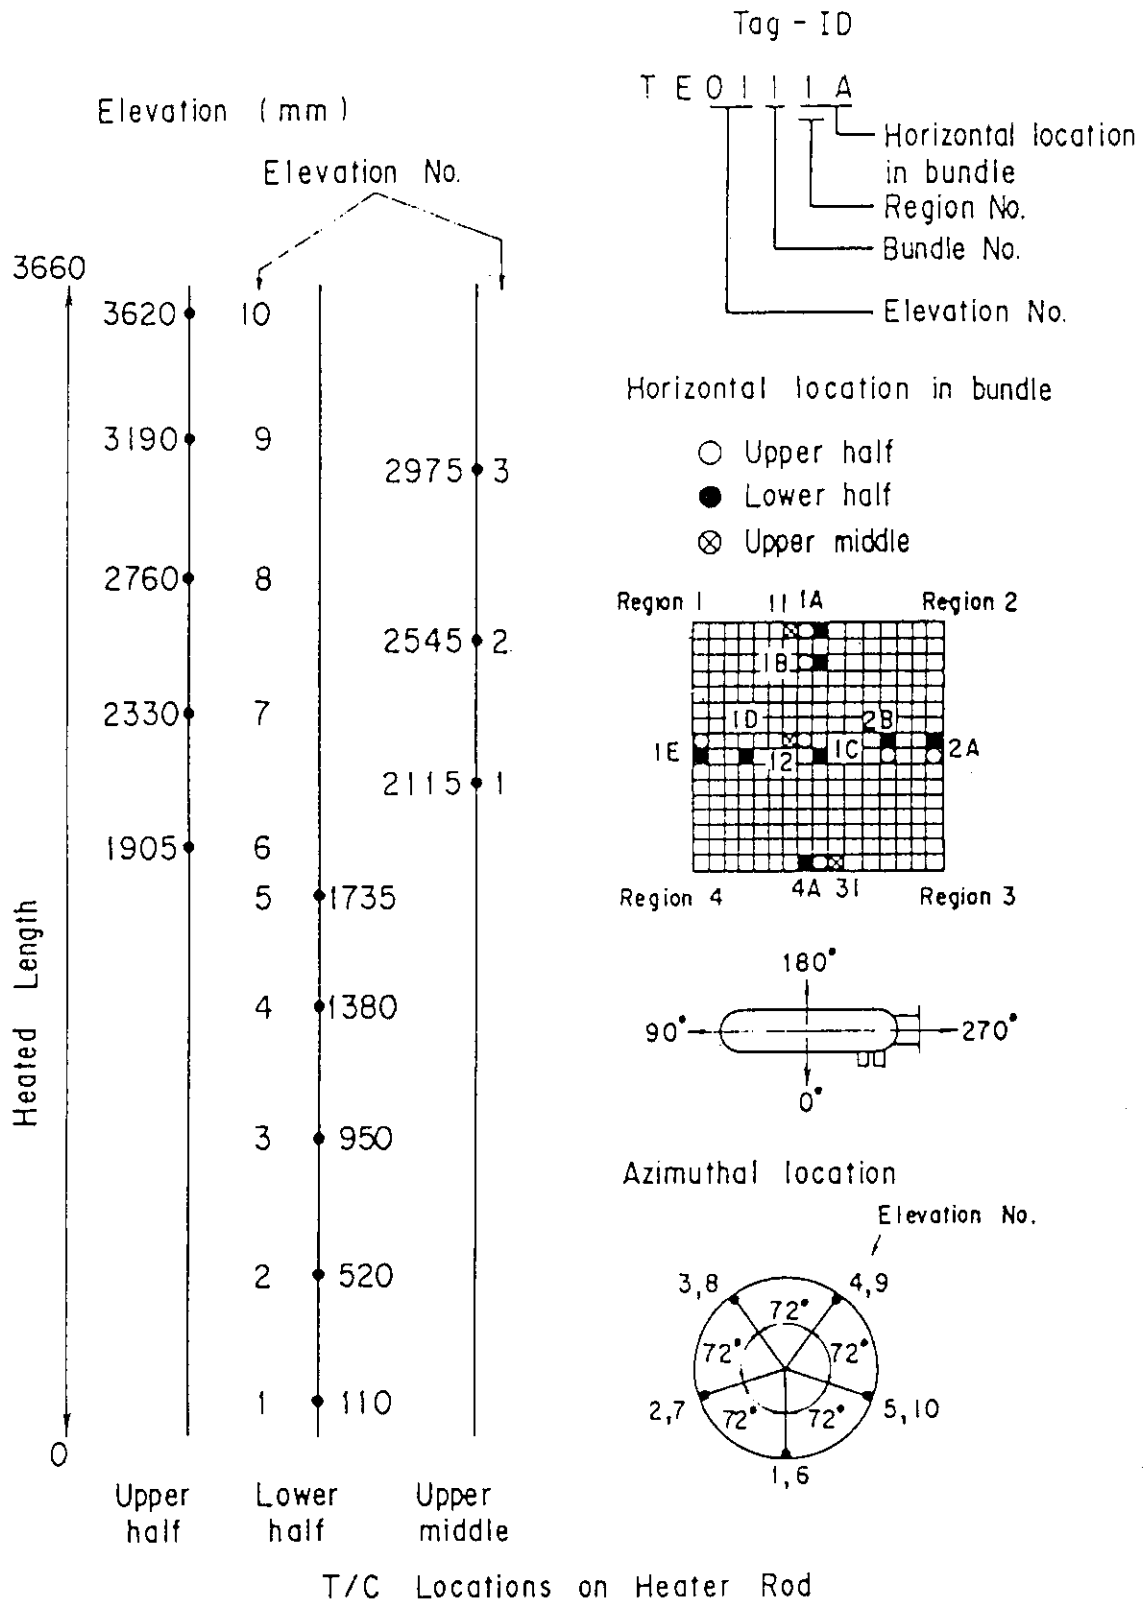 Tag - ID
TE0111A
Horizontal location
in bundle
Region No.
Bundle No.
Elevation No.
Elevation (mm)
Elevation No.
3660
3620 10
3190 9
2975 3
2760 8
2545 2
2330 7
2115 1
1905 6
5 1735
4 1380
3 950
2 520
1 110
0
Heated Length
Upper half
Lower half
Upper middle
Horizontal location in bundle
Upper half
Lower half
Upper middle
Region 1 11 1A Region 2
1B
1D 2B
1E 12 1C 2A
Region 4 4A 31 Region 3
180°
90° 270°
0°
Azimuthal location
Elevation No.
3,8 4,9
72°
72° 72°
2,7 72° 72° 5,10
1,6
T/C Locations on Heater Rod